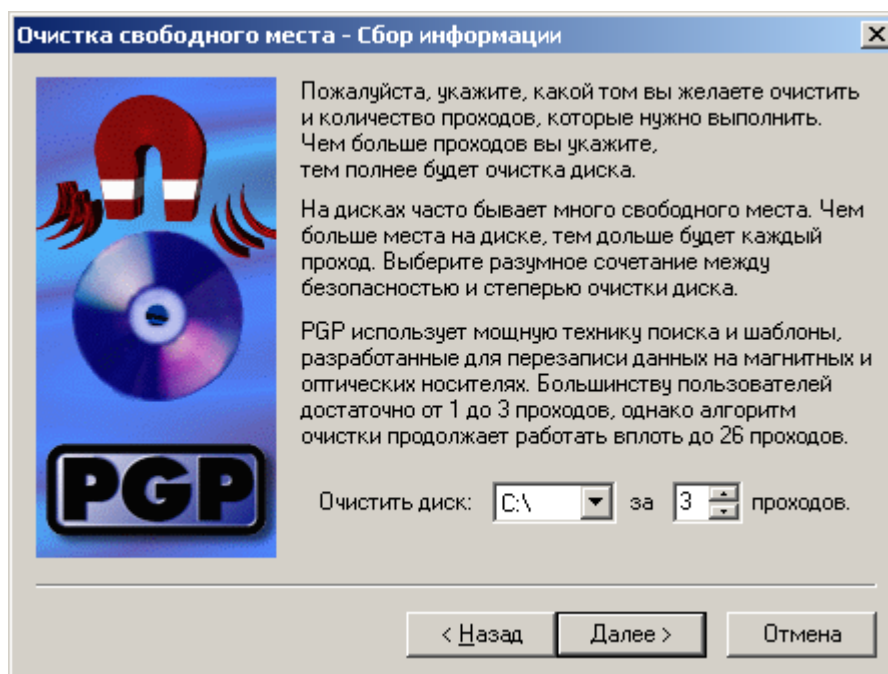 Очистка свободного места - Сбор информации
Пожалуйста, укажите, какой том вы желаете очистить
и количество проходов, которые нужно выполнить.
Чем больше проходов вы укажите,
тем полнее будет очистка диска.
На дисках часто бывает много свободного места. Чем
больше места на диске, тем дольше будет каждый
проход. Выберите разумное сочетание между
безопасностью и степерью очистки диска.
PGP использует мощную технику поиска и шаблоны,
разработанные для перезаписи данных на магнитных и
оптических носителях. Большинству пользователей
достаточно от 1 до 3 проходов, однако алгоритм
очистки продолжает работать вплоть до 26 проходов.
PGP
Очистить диск: C:\ за 3 проходов.
< Назад Далее > Отмена